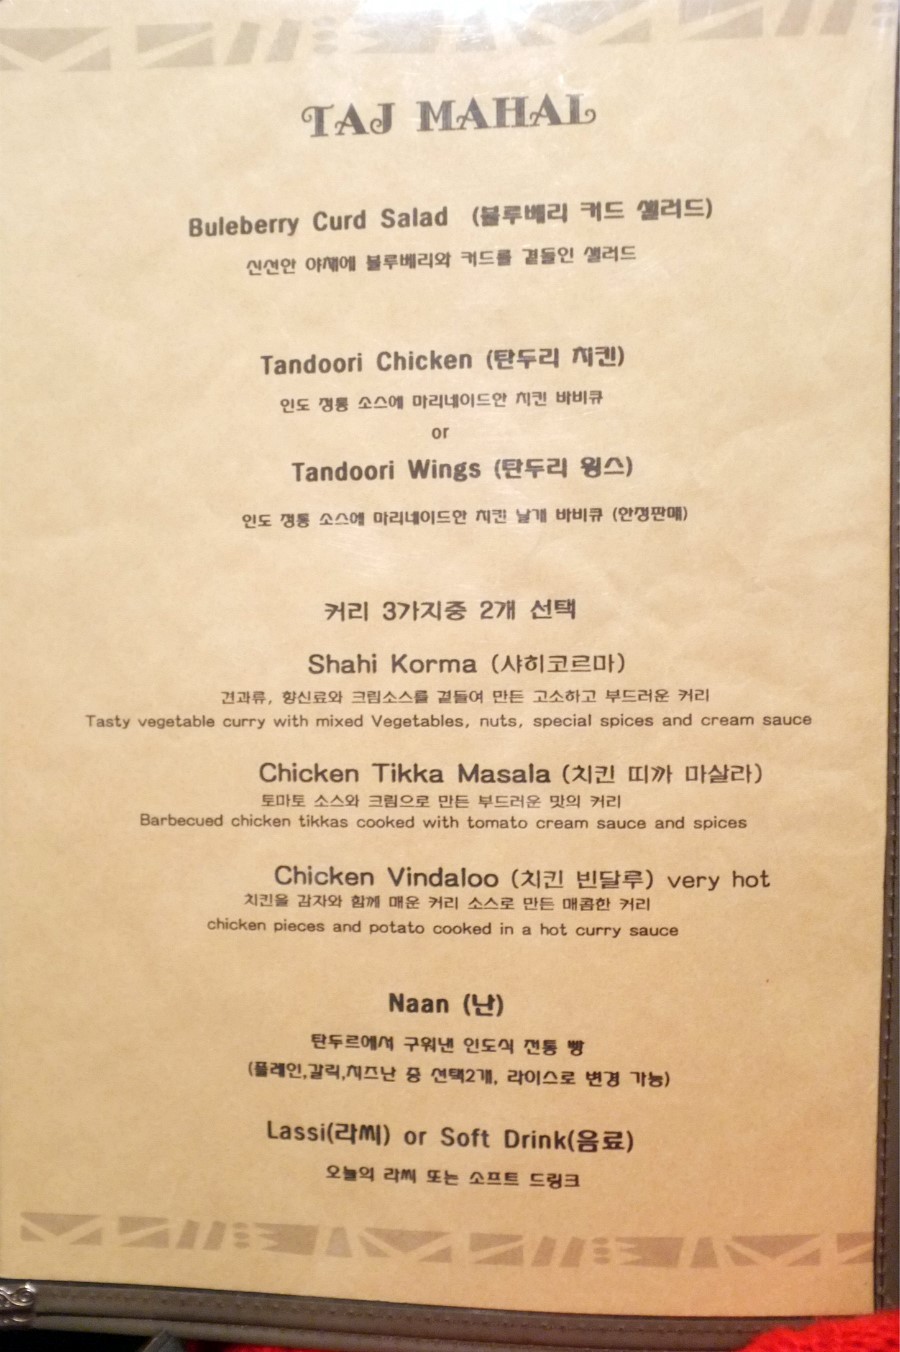 TAJ MAHAL
Buleberry Curd Salad (블루베리 커드 샐러드)
신선한 야채에 블루베리와 커드를 곁들인 샐러드
Tandoori Chicken (탄두리 치킨)
인도 정통 소스에 마리네이드한 치킨 바비큐
or
Tandoori Wings (탄두리 윙스)
인도 정통 소스에 마리네이드한 치킨 날개 바비큐 (한정판매)
커리 3가지중 2개 선택
Shahi Korma (샤히코르마)
견과류, 향신료와 크림소스를 곁들여 만든 고소하고 부드러운 커리
Tasty vegetable curry with mixed Vegetables, nuts, special spices and cream sauce
Chicken Tikka Masala (치킨 띠까 마살라)
토마토 소스와 크림으로 만든 부드러운 맛의 커리
Barbecued chicken tikkas cooked with tomato cream sauce and spices
Chicken Vindaloo (치킨 빈달루) very hot
치킨을 감자와 함께 매운 커리 소스로 만든 매콤한 커리
chicken pieces and potato cooked in a hot curry sauce
Naan (난)
탄두르에서 구워낸 인도식 전통 빵
(플레인,갈릭,치즈난 중 선택2개, 라이스로 변경 가능)
Lassi(라씨) or Soft Drink(음료)
오늘의 라씨 또는 소프트 드링크